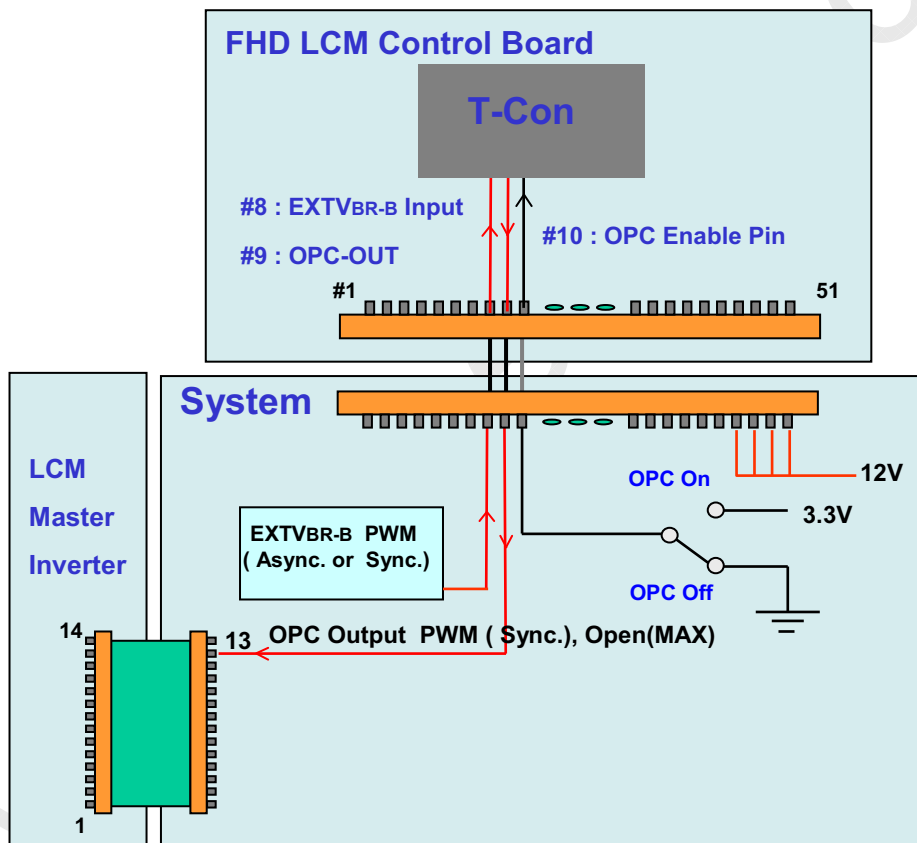 FHD LCM Control Board
T-Con
#8 : EXTVBR-B Input
#9 : OPC-OUT
#10 : OPC Enable Pin
#1
51
System
LCM
Master
Inverter
OPC On
12V
3.3V
EXTVBR-B PWM
( Async. or Sync.)
OPC Off
14
13
OPC Output PWM ( Sync.), Open(MAX)
1